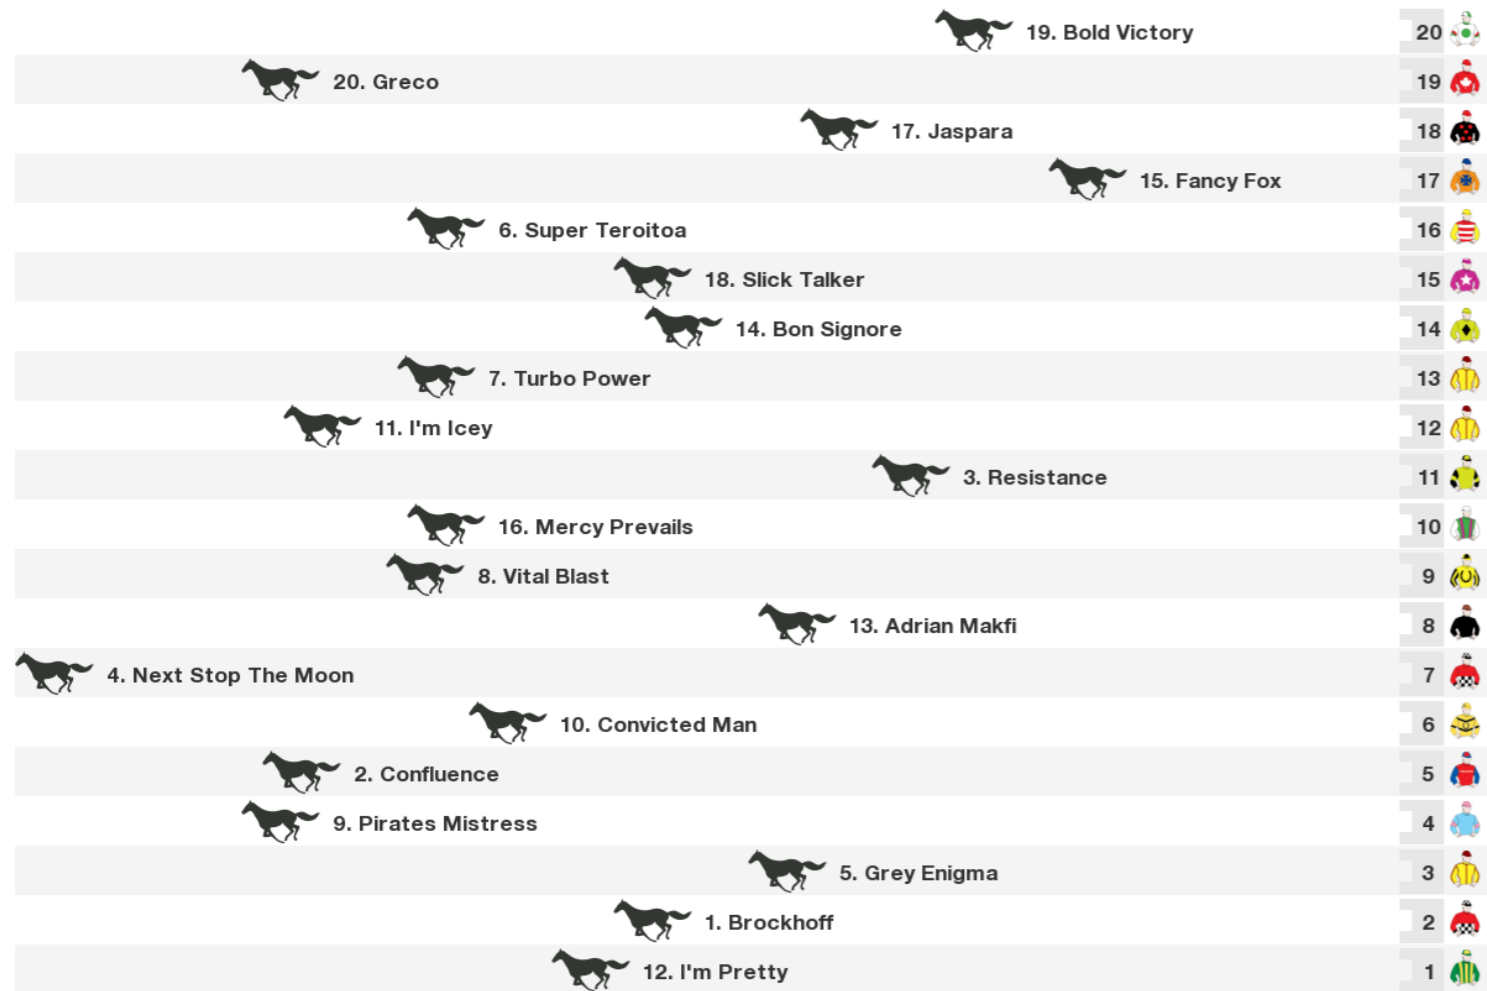 19. Bold Victory 20
20. Greco 19
17. Jaspara 18
15. Fancy Fox 17
6. Super Teroitoa 16
18. Slick Talker 15
14. Bon Signore 14
7. Turbo Power 13
11. I'm Icey 12
3. Resistance 11
16. Mercy Prevails 10
8. Vital Blast 9
13. Adrian Makfi 8
4. Next Stop The Moon 7
10. Convicted Man 6
2. Confluence 5
9. Pirates Mistress 4
5. Grey Enigma 3
1. Brockhoff 2
12. I'm Pretty 1